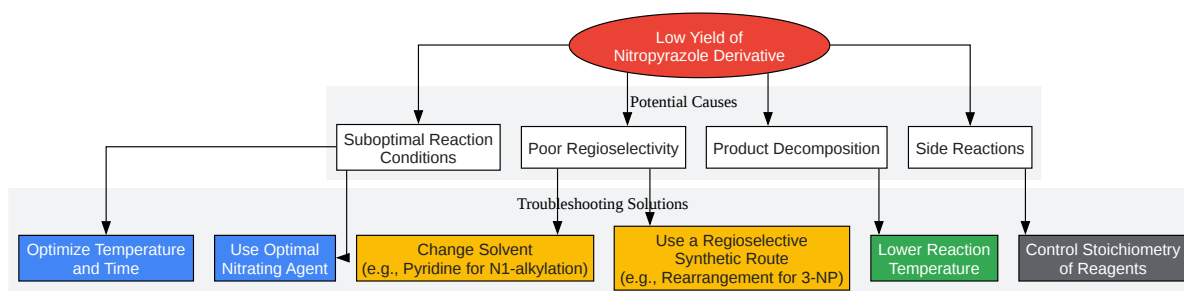 Low Yield of
Nitropyrazole Derivative
Potential Causes
Suboptimal Reaction
Conditions
Poor Regioselectivity
Product Decomposition
Side Reactions
Troubleshooting Solutions
Optimize Temperature
and Time
Use Optimal
Nitrating Agent
Change Solvent
(e.g., Pyridine for N1-alkylation)
Use a Regioselective
Synthetic Route
(e.g., Rearrangement for 3-NP)
Lower Reaction
Temperature
Control Stoichiometry
of Reagents